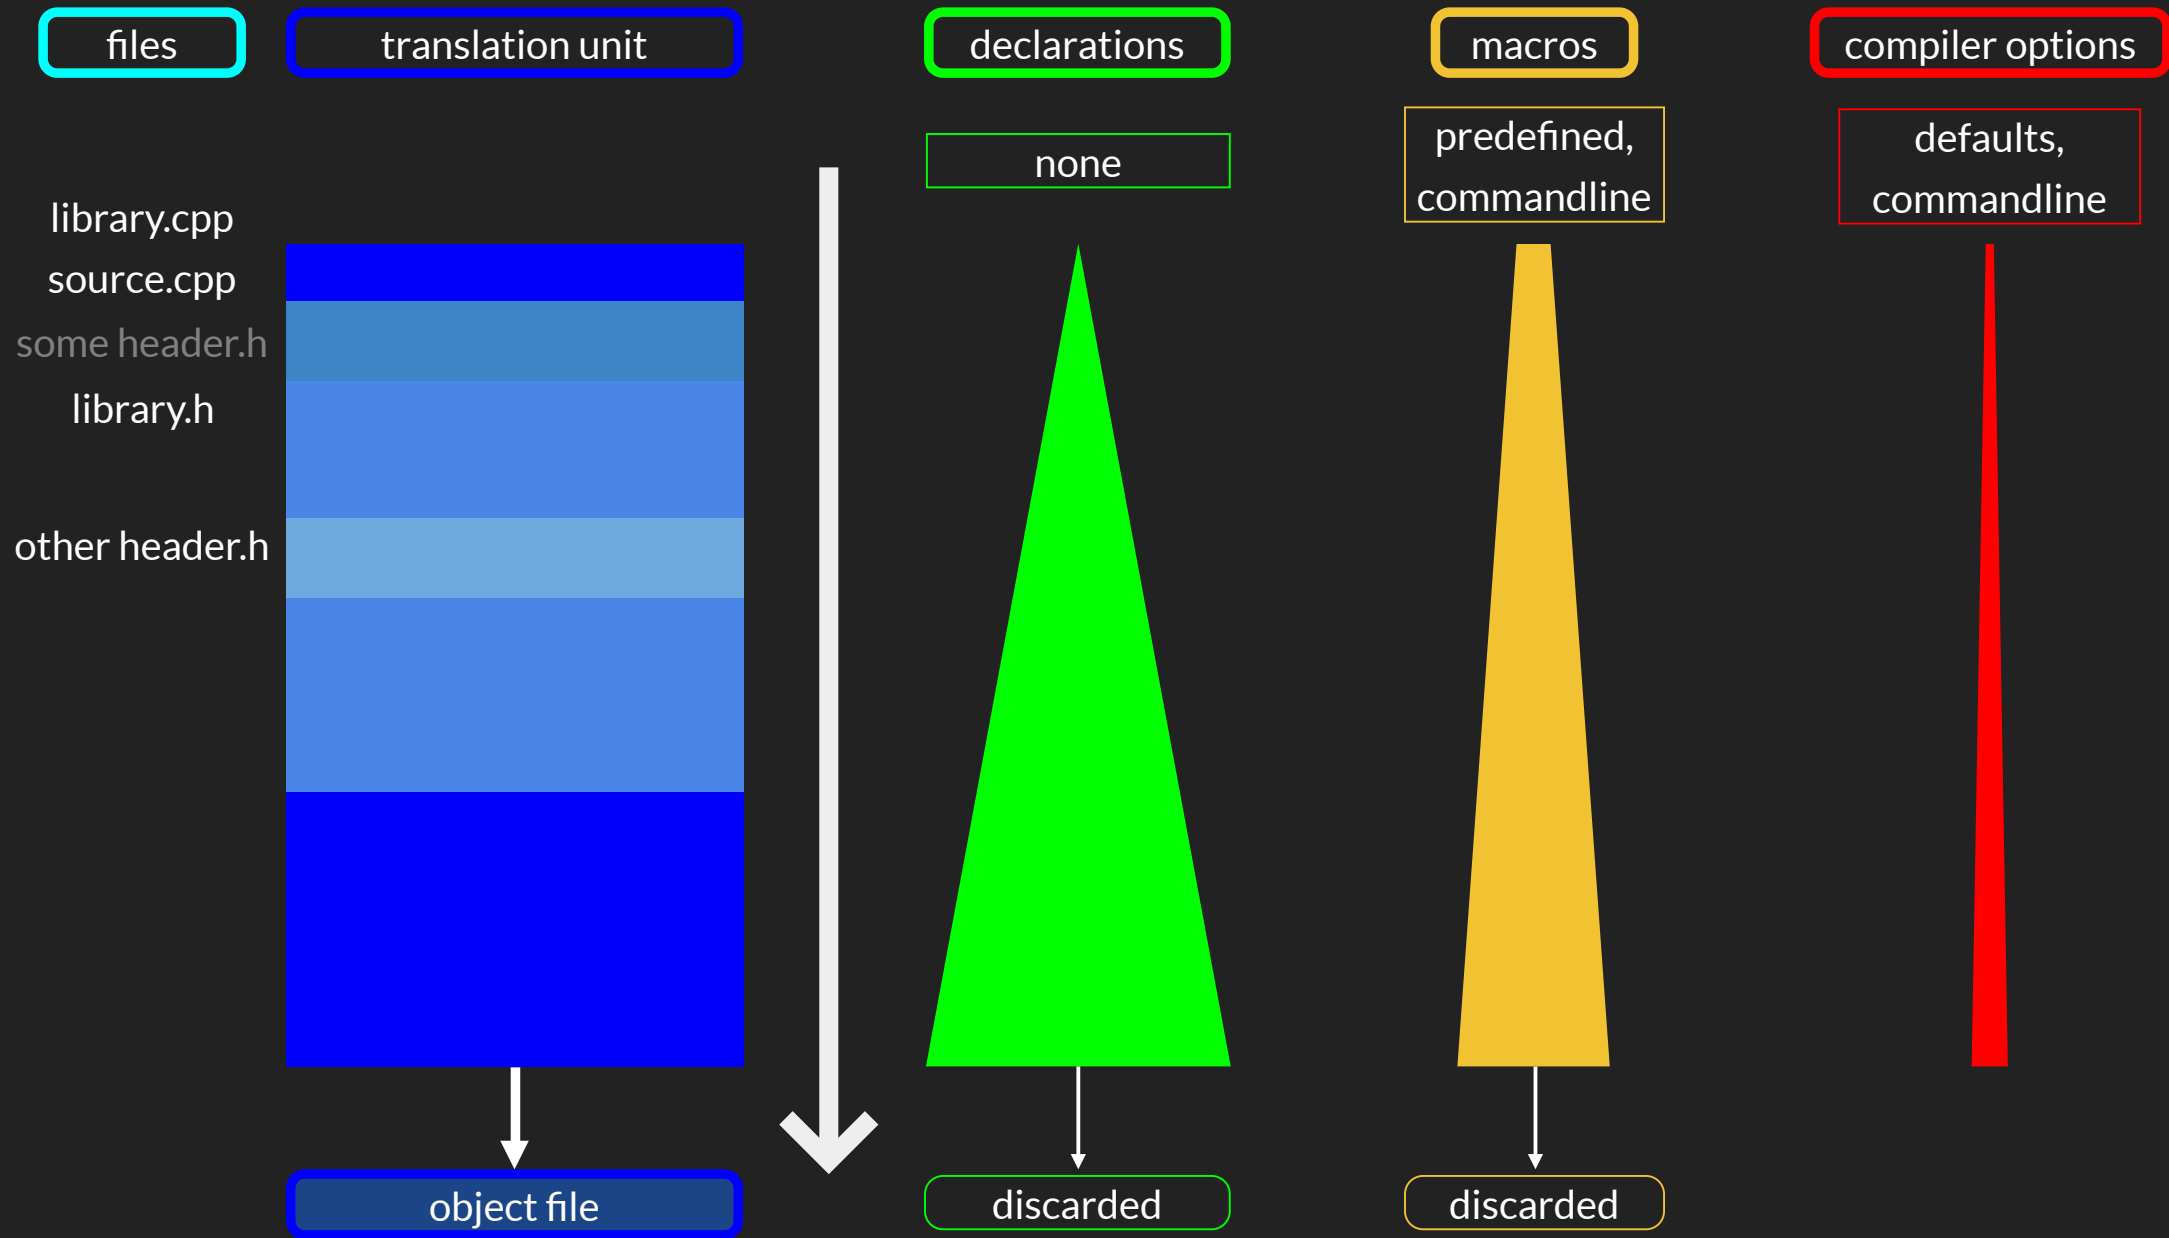 files
translation unit
declarations
macros
compiler options
none
predefined,
commandline
defaults,
commandline
library.cpp
source.cpp
some header.h
library.h
other header.h
object file
discarded
discarded